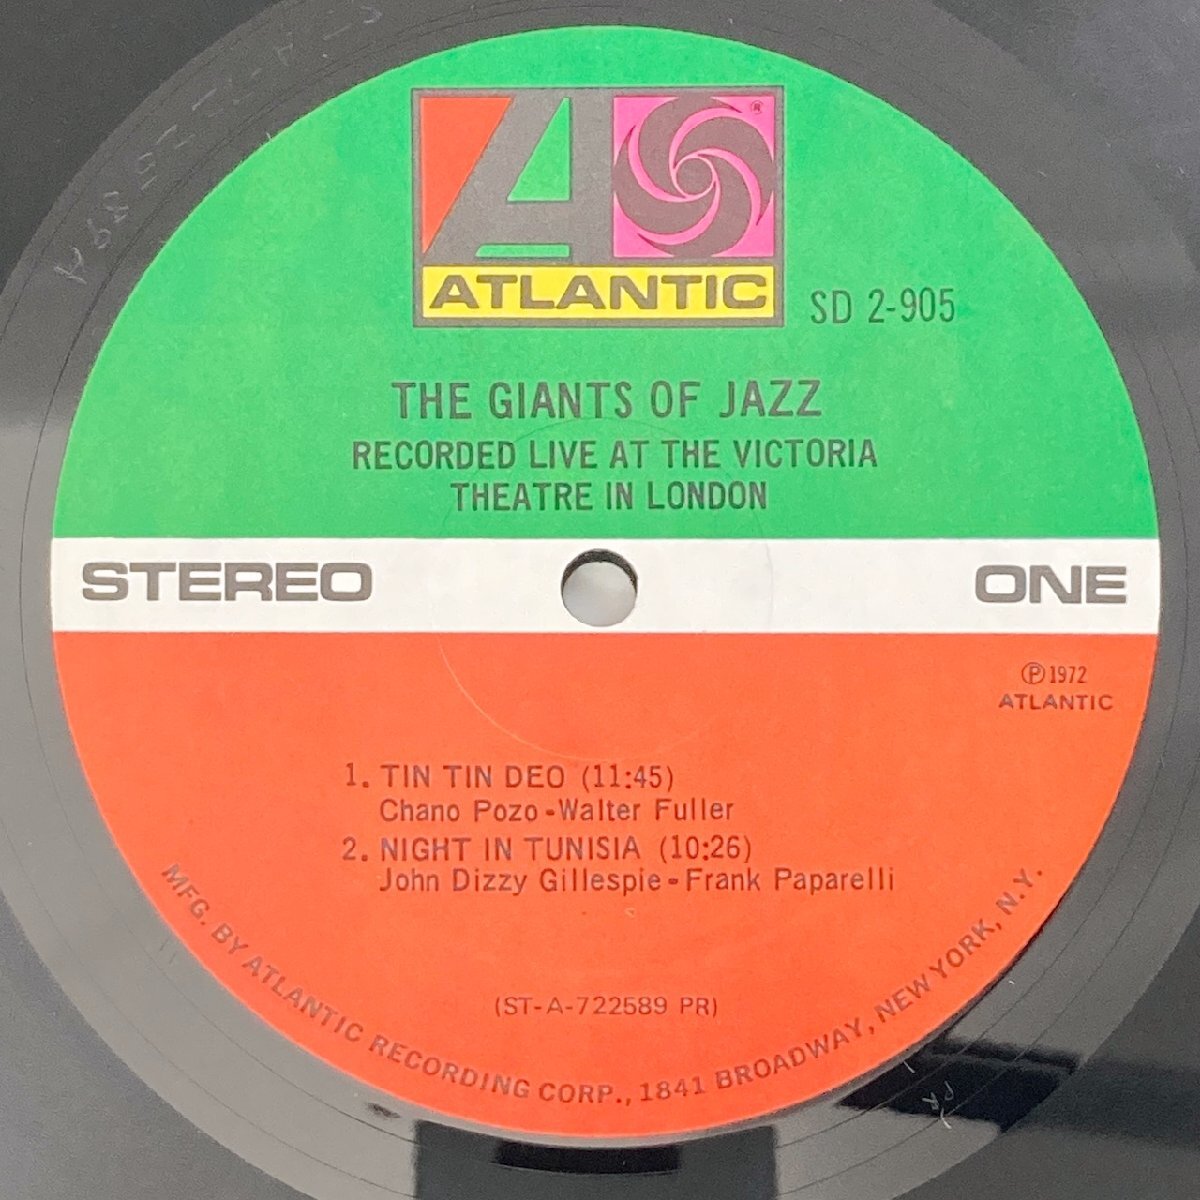 ATLANTIC
®
SD 2-905
THE GIANTS OF JAZZ
RECORDED LIVE AT THE VICTORIA
THEATRE IN LONDON
STEREO
ONE
Ⓟ1972
ATLANTIC
1. TIN TIN DEO (11:45)
Chano Pozo-Walter Fuller
2. NIGHT IN TUNISIA (10:26)
John Dizzy Gillespie-Frank Paparelli
(ST-A-722589 PR)
MFG. BY ATLANTIC RECORDING CORP., 1841 BROADWAY, NEW YORK, N.Y.
PR